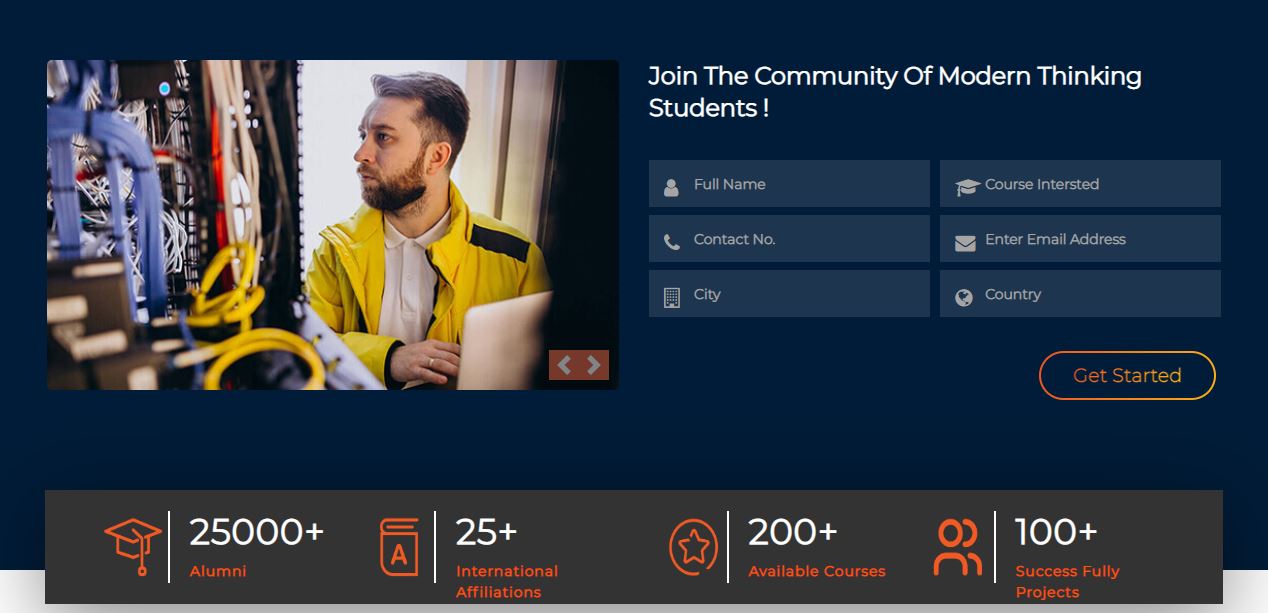 Join The Community Of Modern Thinking
Students !
Full Name
Course Intersted
Contact No.
Enter Email Address
City
Country
Get Started
25000+
Alumni
25+
International
Affiliations
200+
Available Courses
100+
Success Fully
Projects
A